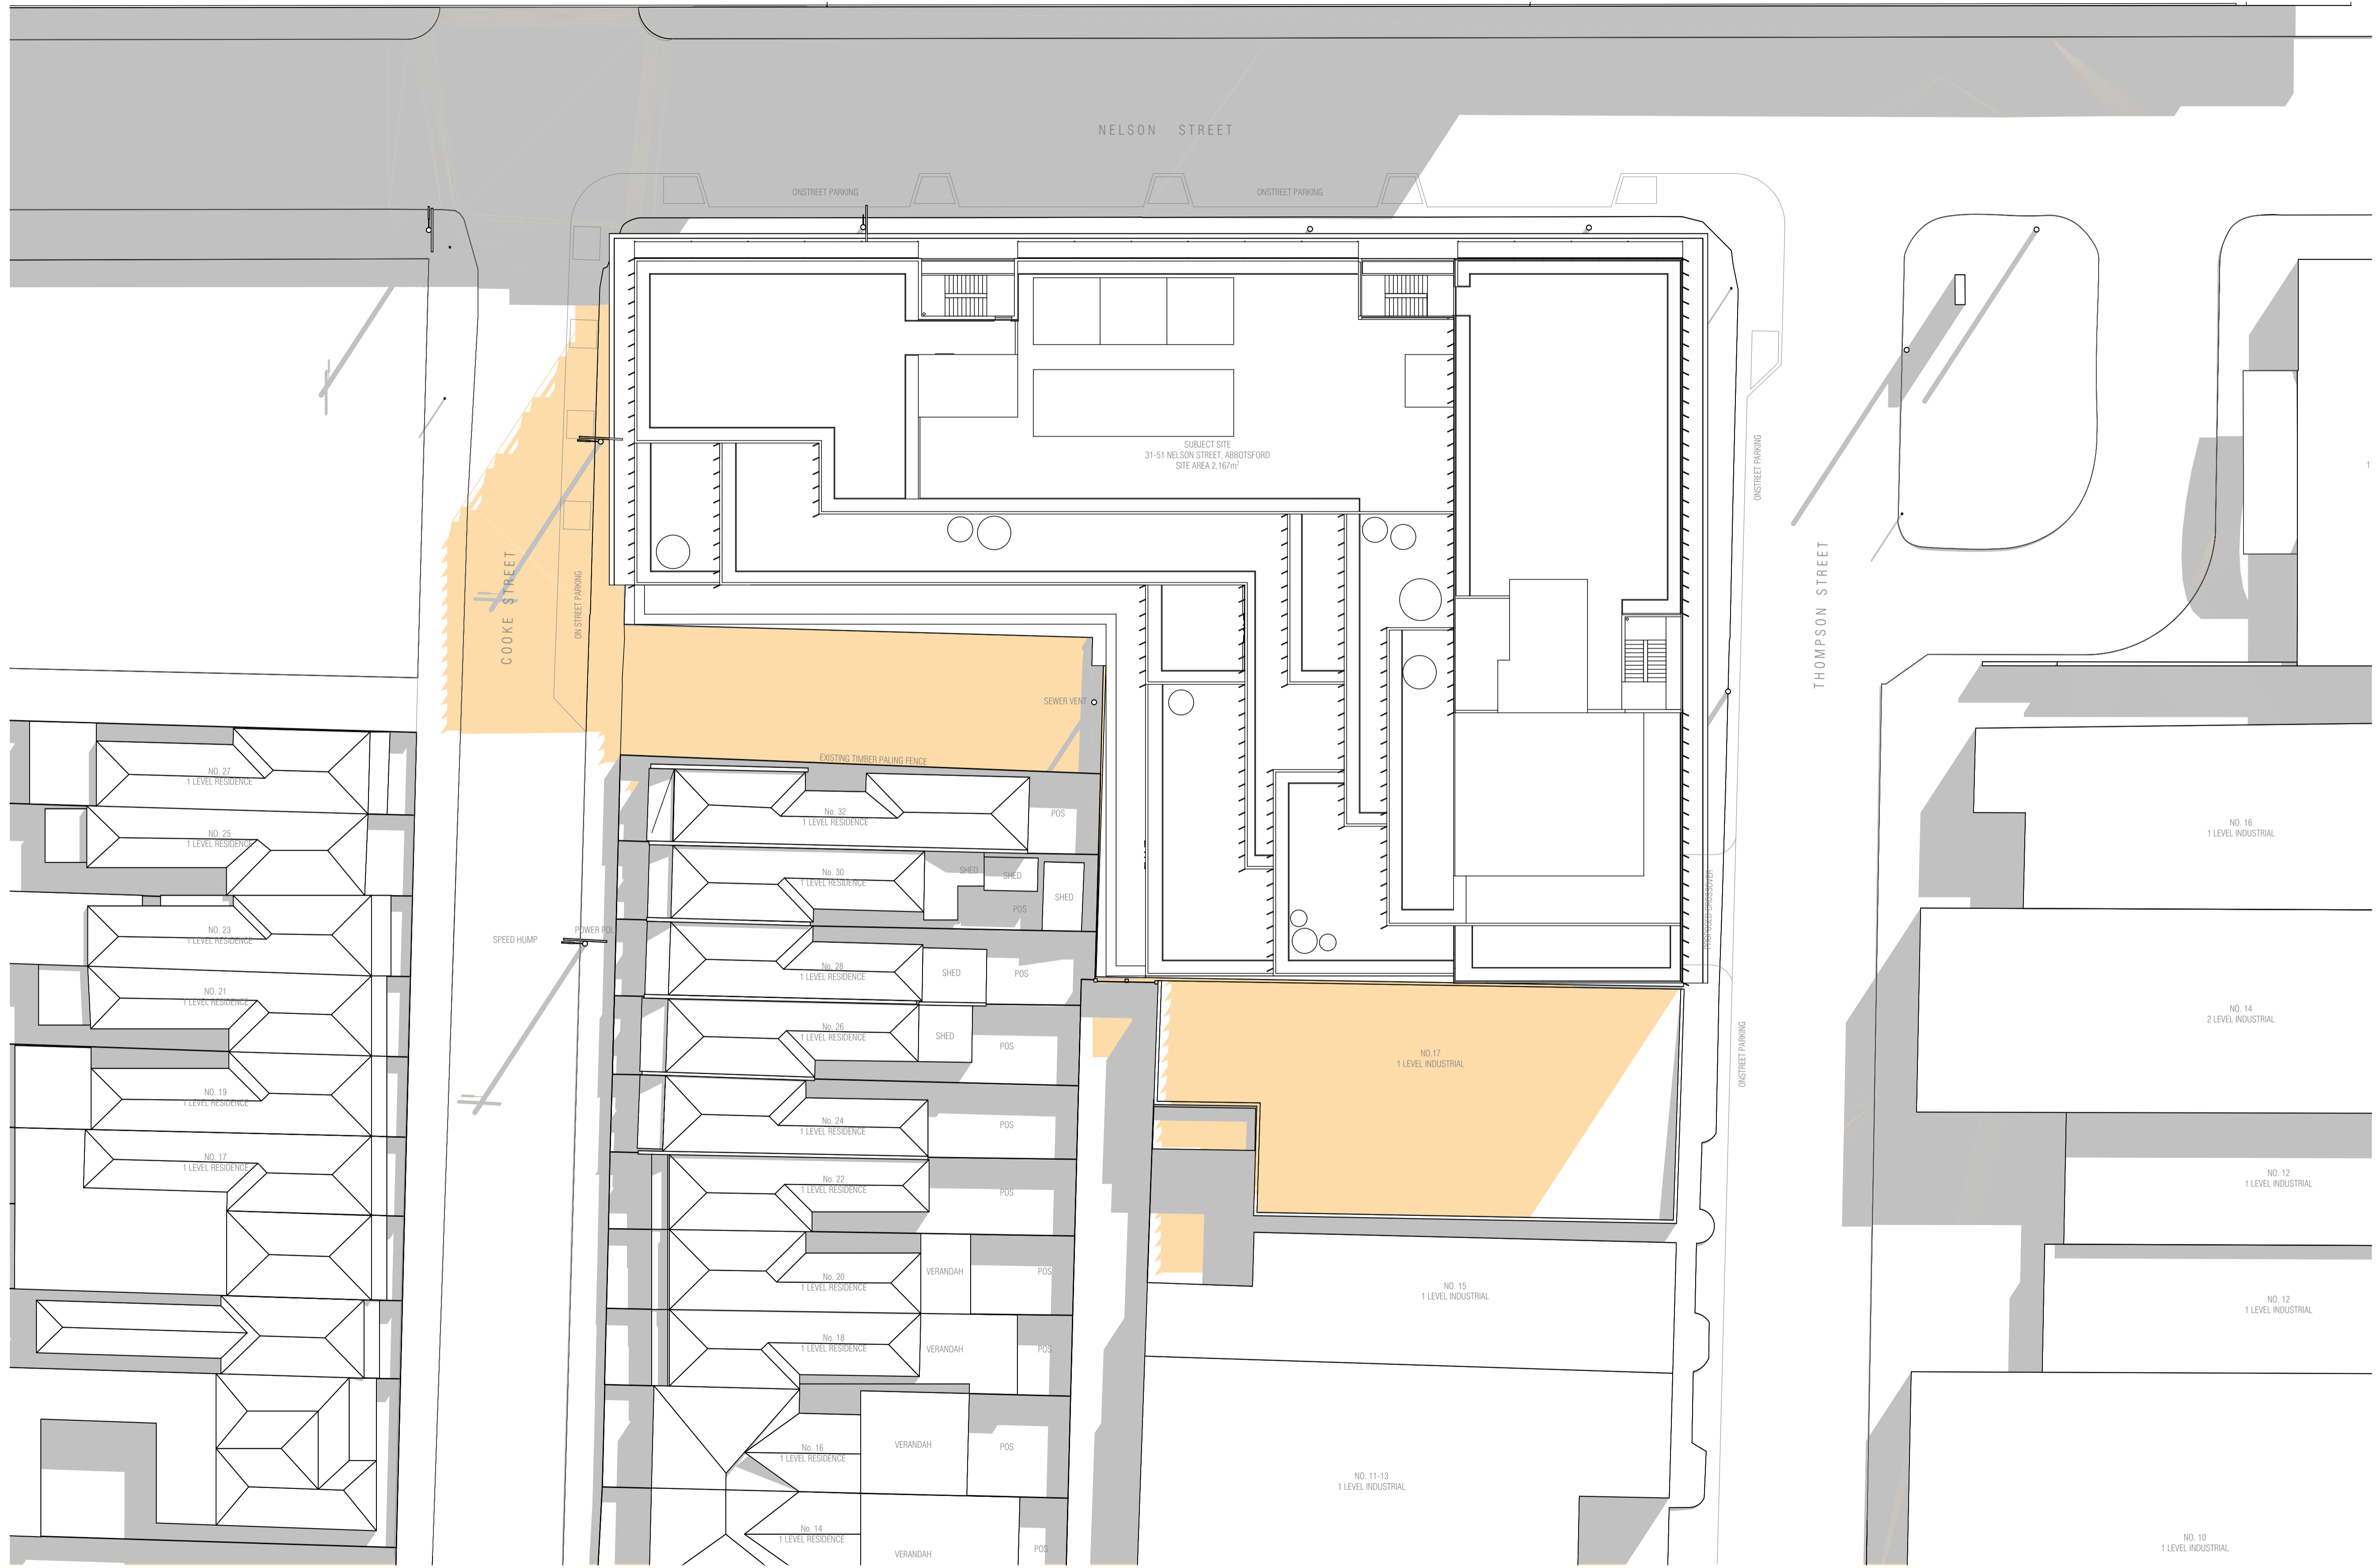 NELSON STREET
ONSTREET PARKING
ONSTREET PARKING
SUBJECT SITE
31-51 NELSON STREET, ABBOTSFORD
SITE AREA 2,167m²
ONSTREET PARKING
1
COOKE STREET
ON STREET PARKING
THOMPSON STREET
SEWER VENT
EXISTING TIMBER PALING FENCE
NO. 27
1 LEVEL RESIDENCE
No. 32
1 LEVEL RESIDENCE
POS
NO. 16
1 LEVEL INDUSTRIAL
NO. 25
1 LEVEL RESIDENCE
No. 30
1 LEVEL RESIDENCE
SHED
SHED
SHED
POS
PROPOSED CROSSOVER
NO. 23
1 LEVEL RESIDENCE
SPEED HUMP
POWER POL
No. 28
1 LEVEL RESIDENCE
SHED
POS
NO. 21
1 LEVEL RESIDENCE
NO. 14
2 LEVEL INDUSTRIAL
No. 26
1 LEVEL RESIDENCE
SHED
POS
NO.17
1 LEVEL INDUSTRIAL
ONSTREET PARKING
NO. 19
1 LEVEL RESIDENCE
No. 24
1 LEVEL RESIDENCE
POS
NO. 17
1 LEVEL RESIDENCE
No. 22
1 LEVEL RESIDENCE
POS
NO. 12
1 LEVEL INDUSTRIAL
No. 20
1 LEVEL RESIDENCE
VERANDAH
POS
NO. 15
1 LEVEL INDUSTRIAL
NO. 12
1 LEVEL INDUSTRIAL
No. 18
1 LEVEL RESIDENCE
VERANDAH
POS
No. 16
1 LEVEL RESIDENCE
VERANDAH
POS
NO. 11-13
1 LEVEL INDUSTRIAL
No. 14
1 LEVEL RESIDENCE
VERANDAH
POS
NO. 10
1 LEVEL INDUSTRIAL